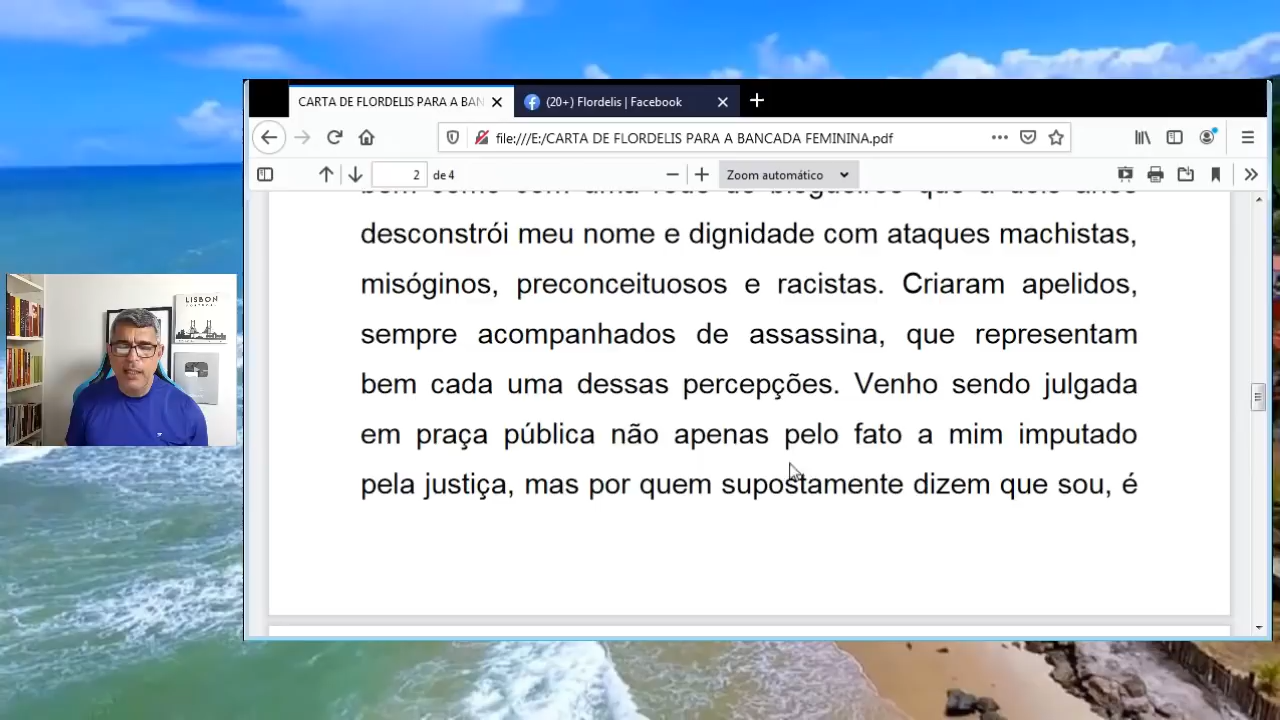 CARTA DE FLORDELIS PARA A BAN
(20+) Flordelis | Facebook
file:///E:/CARTA DE FLORDELIS PARA A BANCADA FEMININA.pdf
2 de 4
Zoom automático
desconstrói meu nome e dignidade com ataques machistas,
misóginos, preconceituosos e racistas. Criaram apelidos,
sempre acompanhados de assassina, que representam
bem cada uma dessas percepções. Venho sendo julgada
em praça pública não apenas pelo fato a mim imputado
pela justiça, mas por quem supostamente dizem que sou, é
LISBON